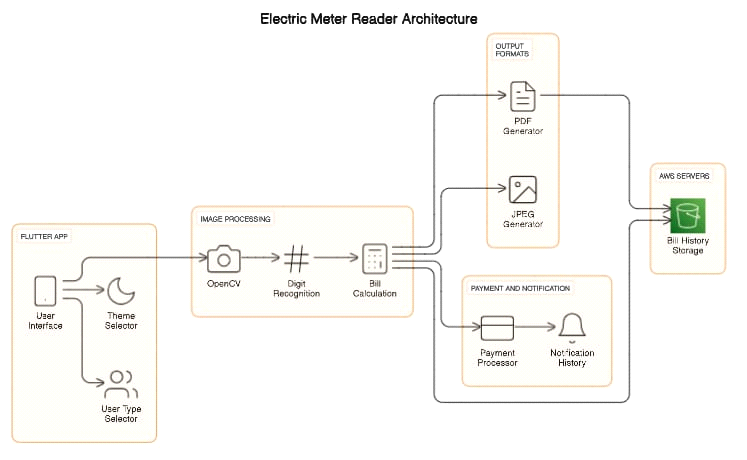 Electric Meter Reader Architecture
OUTPUT
FORMATS
PDF
Generator
JPEG
Generator
AWS SERVERS
Bill History
Storage
IMAGE PROCESSING
OpenCV
Digit
Recognition
Bill
Calculation
FLUTTER APP
User
Interface
Theme
Selector
User Type
Selector
PAYMENT AND NOTIFICATION
Payment
Processor
Notification
History